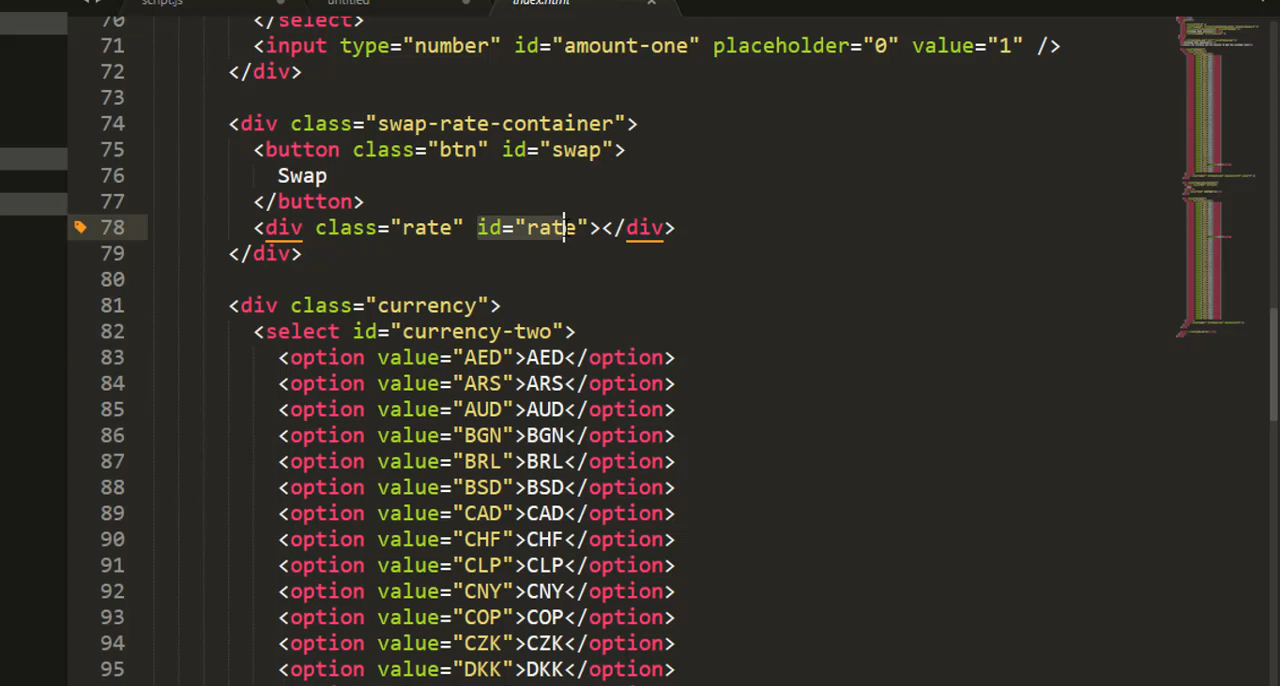 script.js untitled index.html
70 </select>
71 <input type="number" id="amount-one" placeholder="0" value="1" />
72 </div>
73
74 <div class="swap-rate-container">
75 <button class="btn" id="swap">
76 Swap
77 </button>
78 <div class="rate" id="rate"></div>
79 </div>
80
81 <div class="currency">
82 <select id="currency-two">
83 <option value="AED">AED</option>
84 <option value="ARS">ARS</option>
85 <option value="AUD">AUD</option>
86 <option value="BGN">BGN</option>
87 <option value="BRL">BRL</option>
88 <option value="BSD">BSD</option>
89 <option value="CAD">CAD</option>
90 <option value="CHF">CHF</option>
91 <option value="CLP">CLP</option>
92 <option value="CNY">CNY</option>
93 <option value="COP">COP</option>
94 <option value="CZK">CZK</option>
95 <option value="DKK">DKK</option>